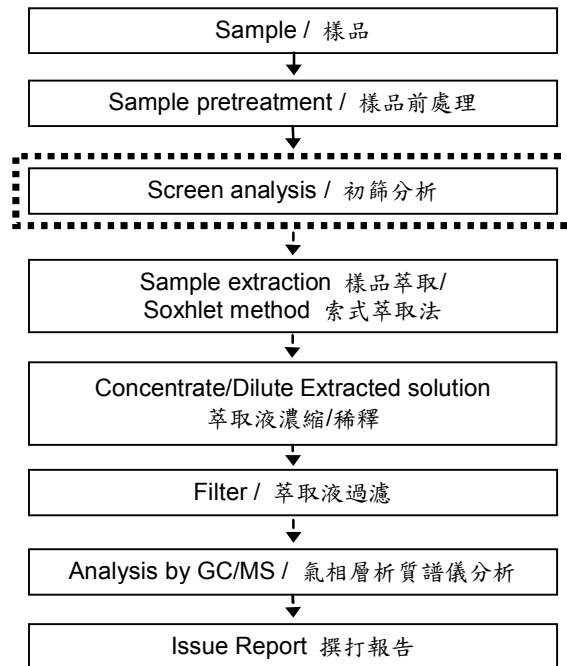 Sample / 樣品
Sample pretreatment / 樣品前處理
Screen analysis / 初篩分析
Sample extraction 樣品萃取/
Soxhlet method 索式萃取法
Concentrate/Dilute Extracted solution
萃取液濃縮/稀釋
Filter / 萃取液過濾
Analysis by GC/MS / 氣相層析質譜儀分析
Issue Report 撰打報告